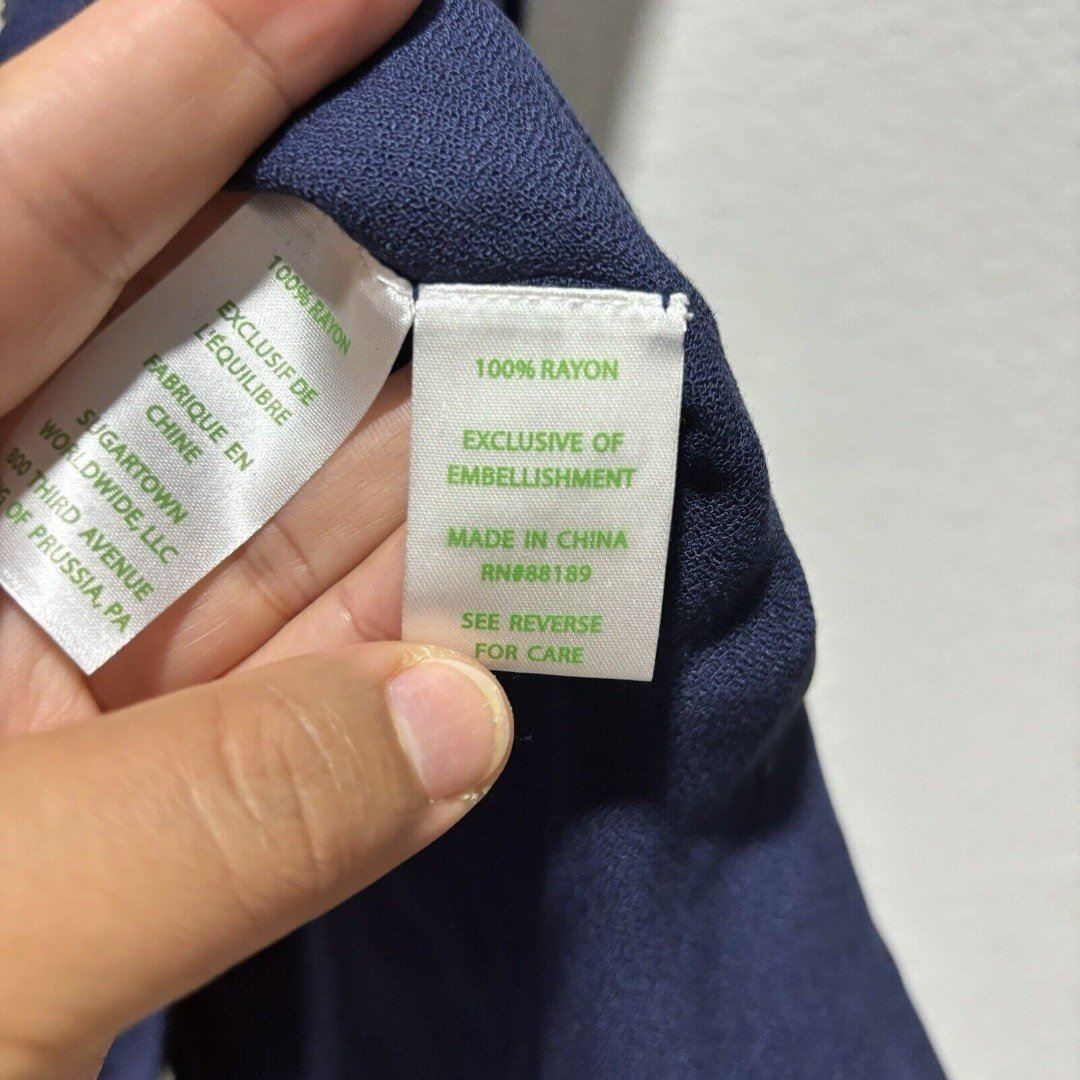 100% RAYON
EXCLUSIF DE
L'ÉQUILIBRE
FABRIQUE EN
CHINE
SUGARTOWN
WORLDWIDE, LLC
800 THIRD AVENUE
OF PRUSSIA, PA
100% RAYON
EXCLUSIVE OF
EMBELLISHMENT
MADE IN CHINA
RN#88189
SEE REVERSE
FOR CARE